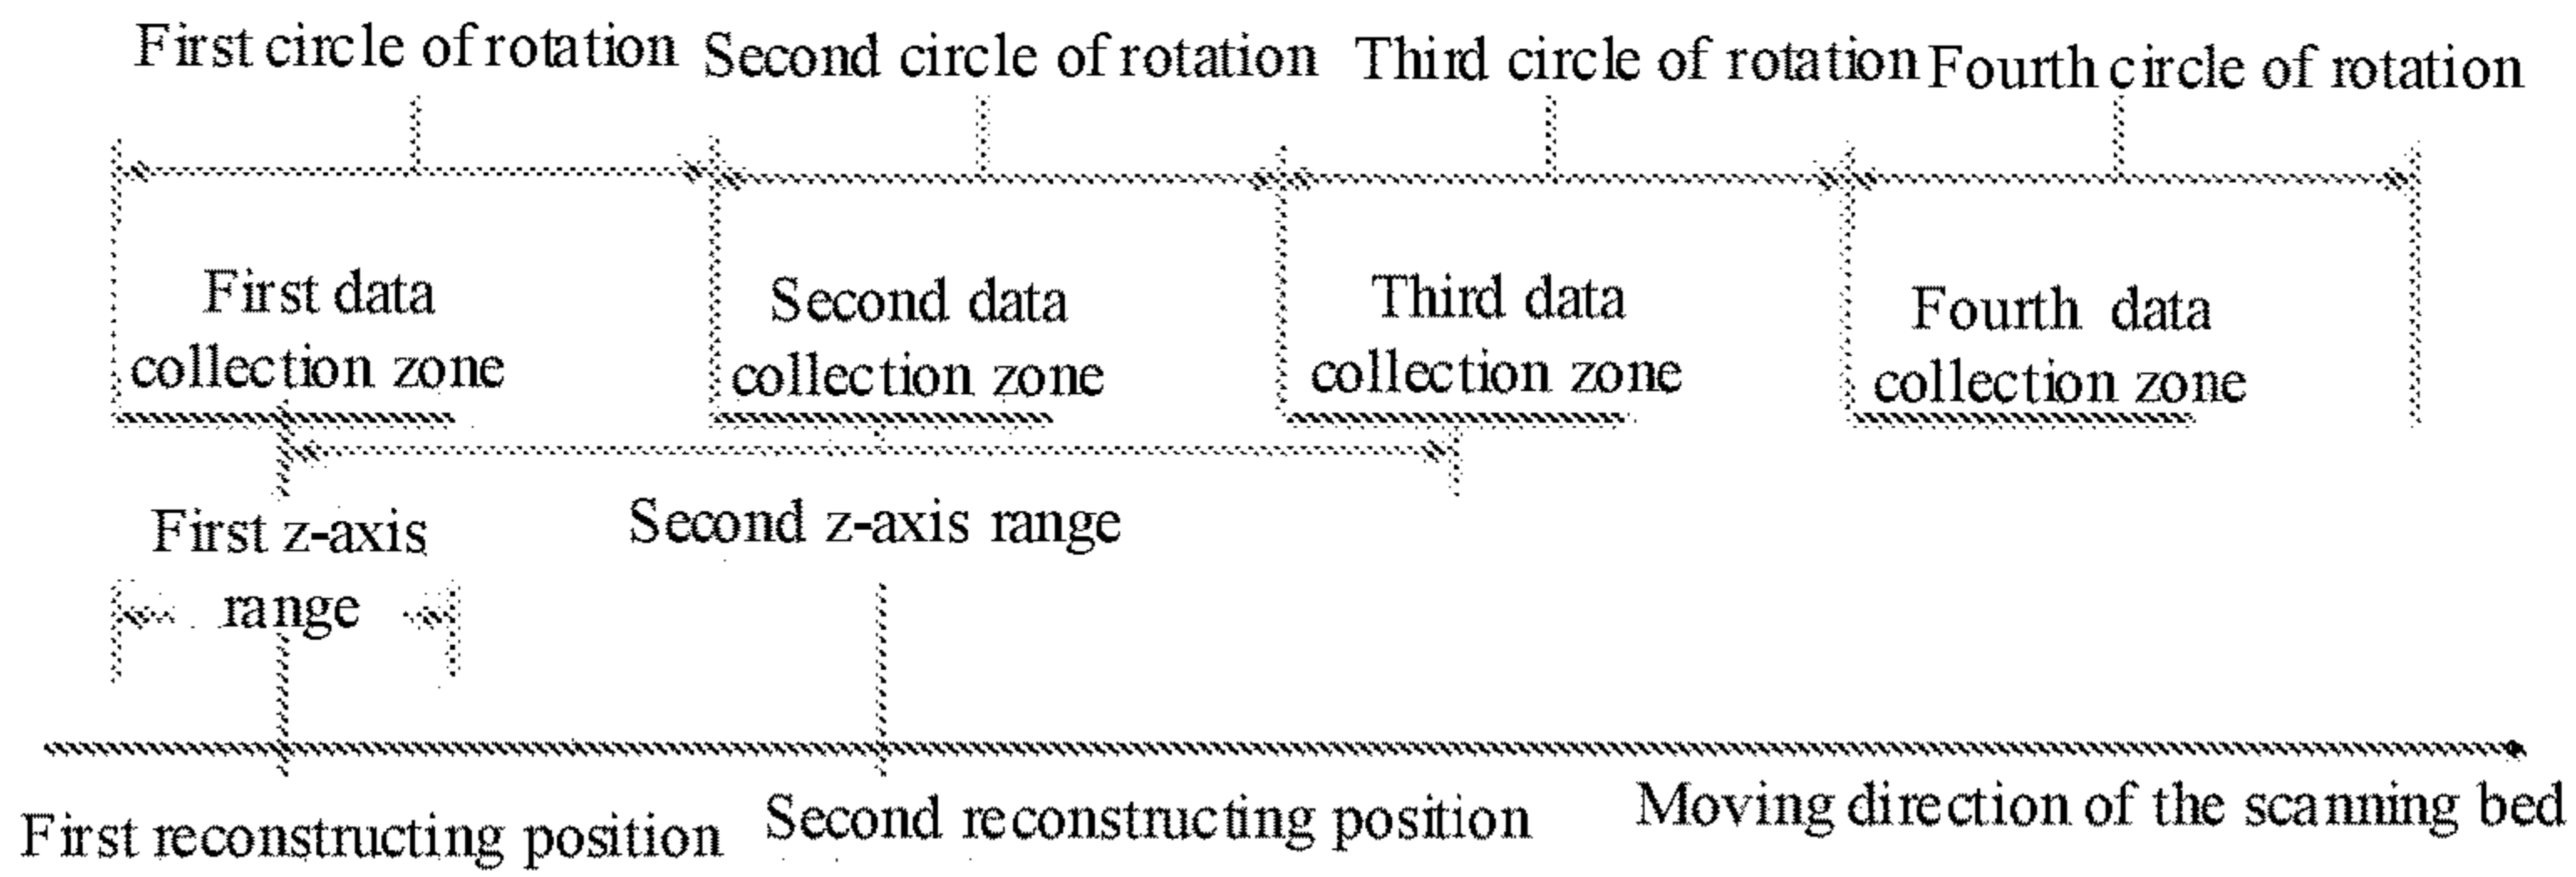 First circle of rotation
Second circle of rotation
Third circle of rotation
Fourth circle of rotation
First data
collection zone
Second data
collection zone
Third data
collection zone
Fourth data
collection zone
First z-axis
range
Second z-axis range
First reconstructing position
Second reconstructing position
Moving direction of the scanning bed